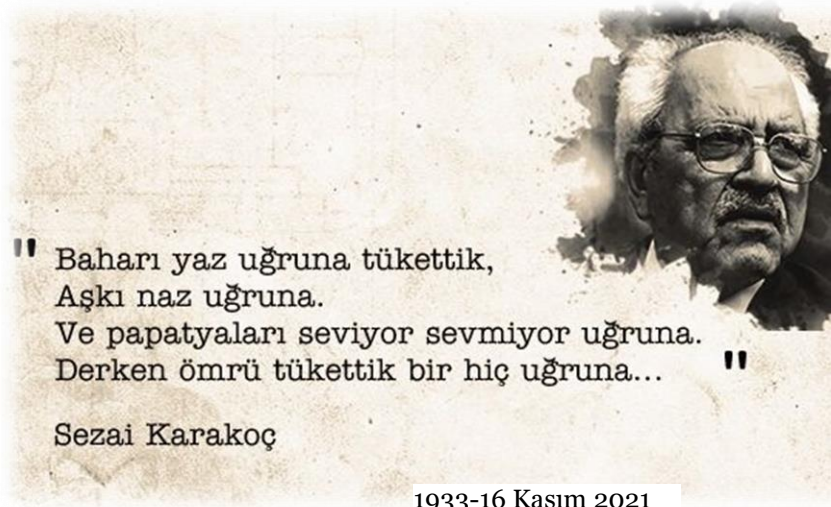 " Baharı yaz uğruna tükettik,
Aşkı naz uğruna.
Ve papatyaları seviyor sevmiyor uğruna.
Derken ömrü tükettik bir hiç uğruna... "
Sezai Karakoç
1933-16 Kasım 2021